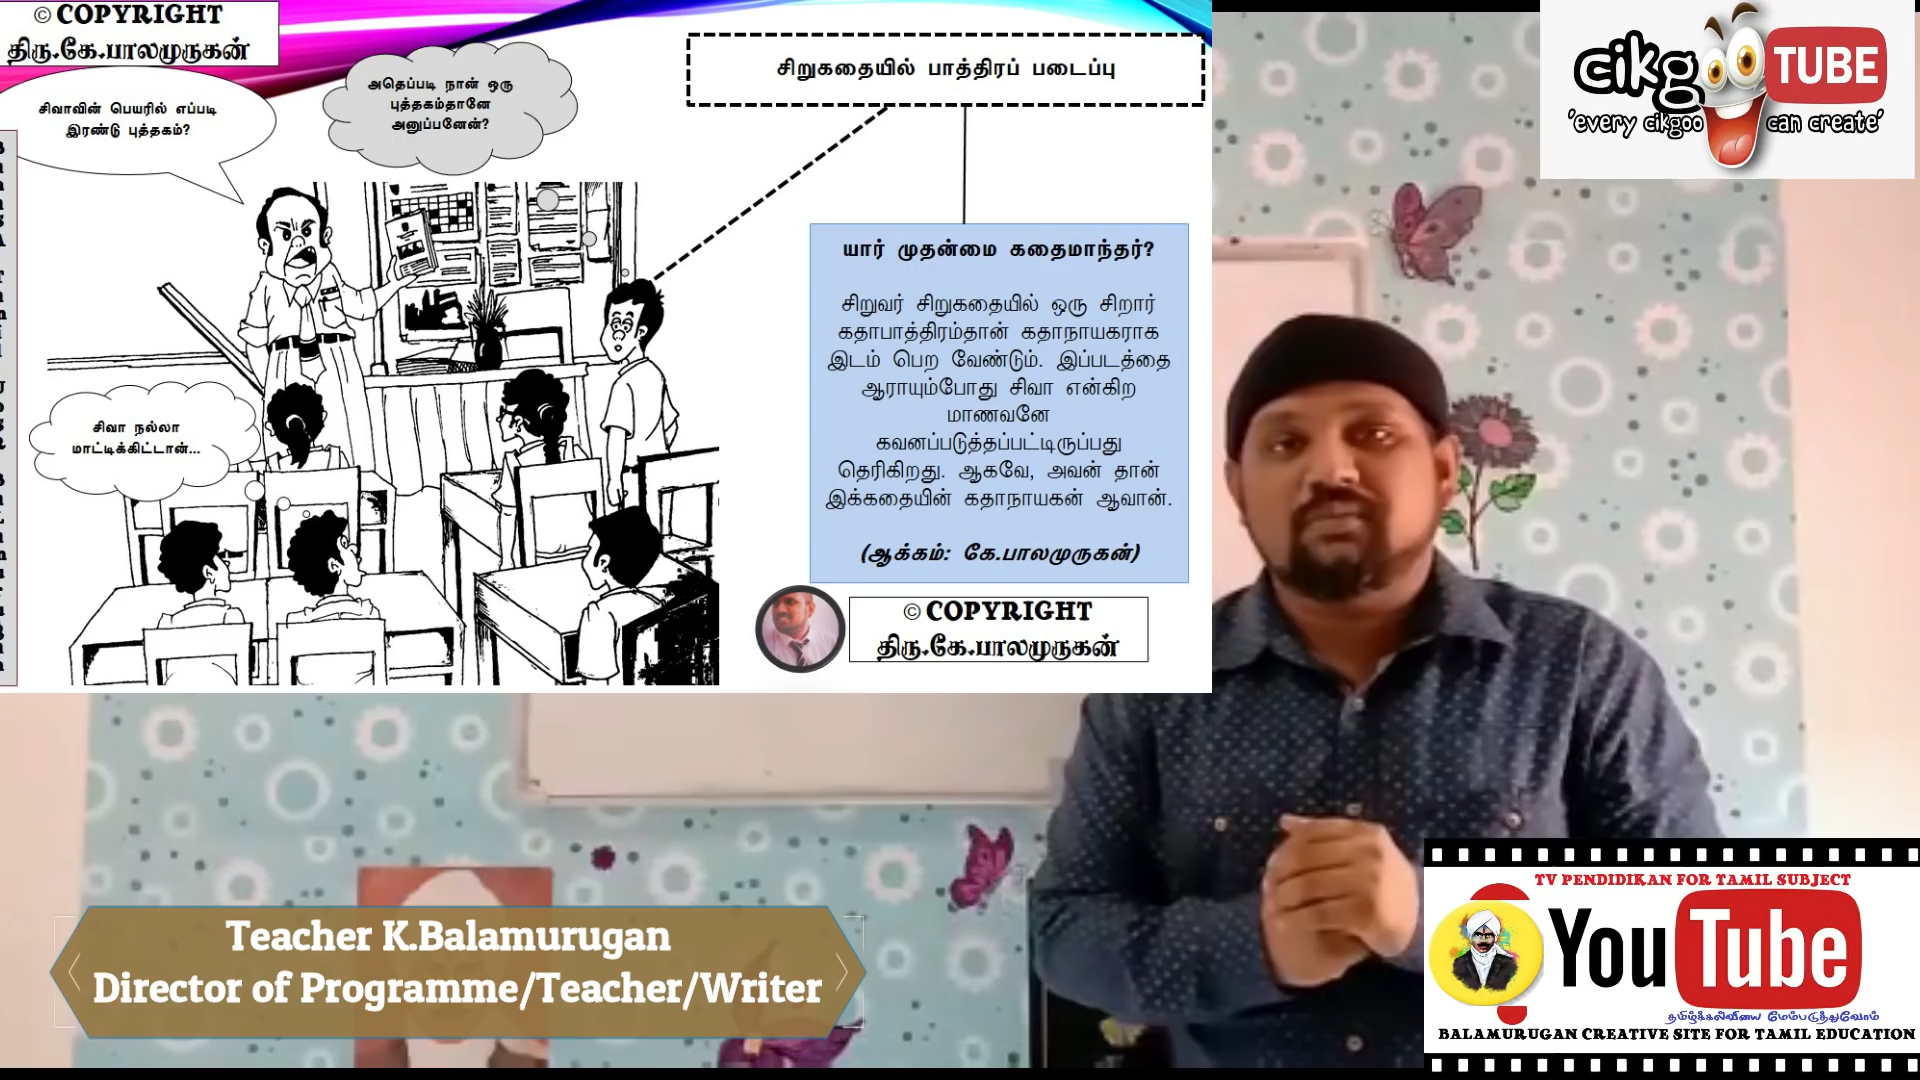 © COPYRIGHT
திரு.கே.பாலமுருகன்
சிவாவின் பெயரில் எப்படி
இரண்டு புத்தகம்?
அதெப்படி நான் ஒரு
புத்தகம்தானே
அனுப்பனேன்?
சிவா நல்லா
மாட்டிக்கிட்டான்...
சிறுகதையில் பாத்திரப் படைப்பு
யார் முதன்மை கதைமாந்தர்?
சிறுவர் சிறுகதையில் ஒரு சிறார்
கதாபாத்திரம்தான் கதாநாயகராக
இடம் பெற வேண்டும். இப்படத்தை
ஆராயும்போது சிவா என்கிற
மாணவனே
கவனப்படுத்தப்பட்டிருப்பது
தெரிகிறது. ஆகவே, அவன் தான்
இக்கதையின் கதாநாயகன் ஆவான்.
(ஆக்கம்: கே.பாலமுருகன்)
© COPYRIGHT
திரு.கே.பாலமுருகன்
cikgoo TUBE
'every cikgoo can create'
Teacher K.Balamurugan
Director of Programme/Teacher/Writer
TV PENDIDIKAN FOR TAMIL SUBJECT
YouTube
தமிழ்க்கல்வியை மேம்படுத்துவோம்
BALAMURUGAN CREATIVE SITE FOR TAMIL EDUCATION